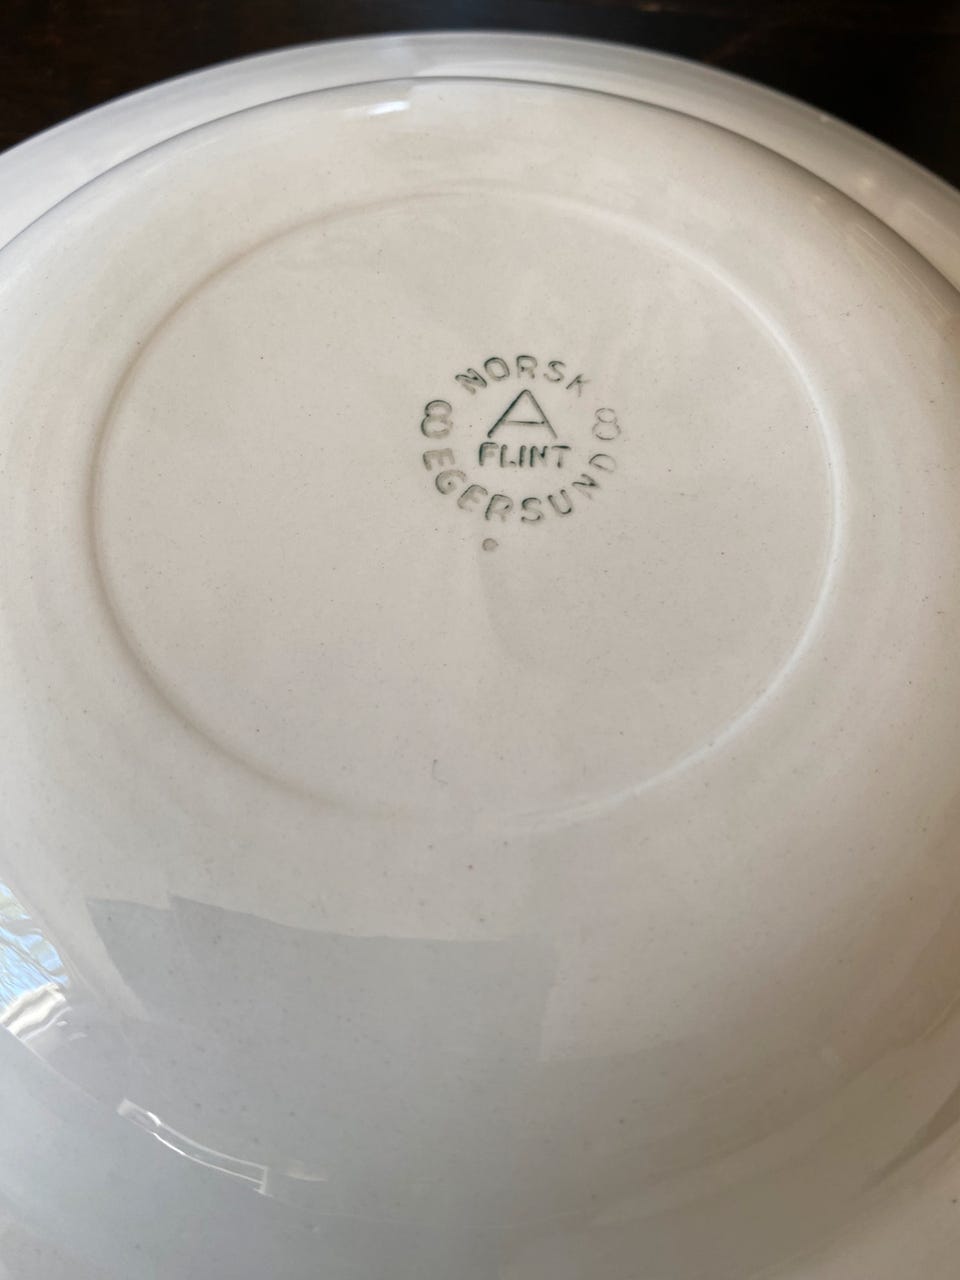 NORSK
A
FLINT
8 EGERSUND 8